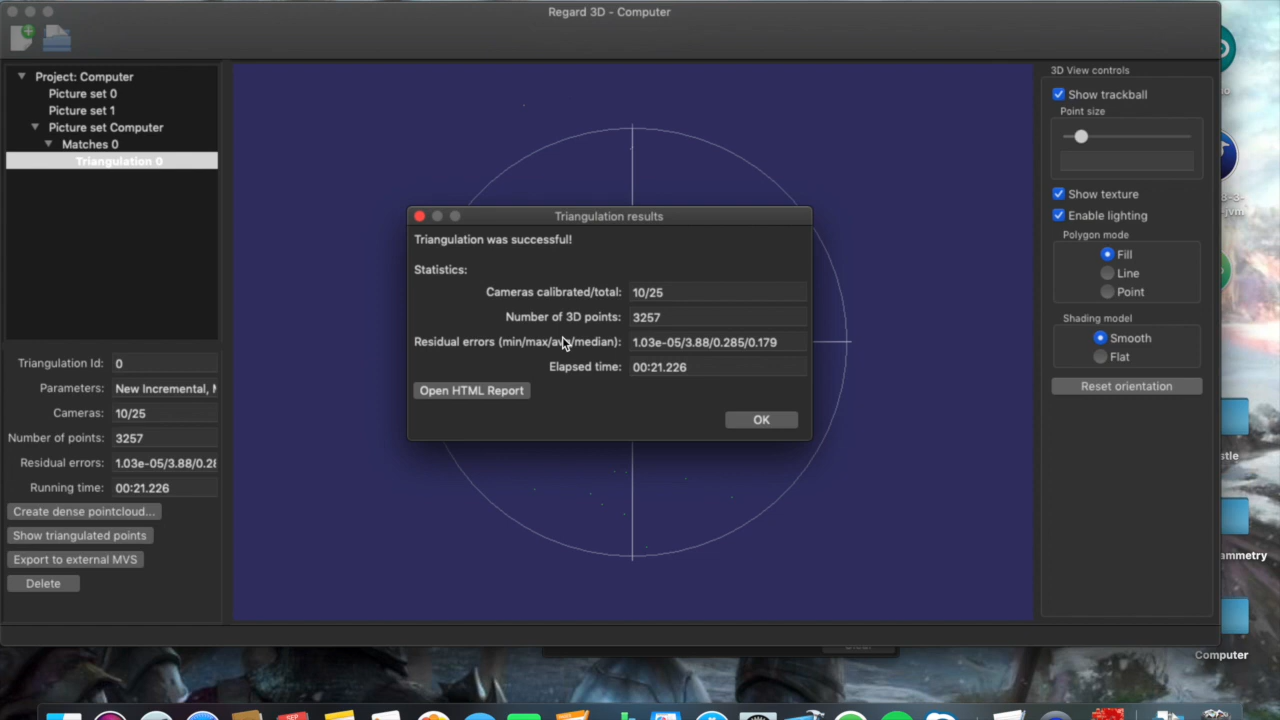 Regard 3D - Computer
Project: Computer
Picture set 0
Picture set 1
Picture set Computer
Matches 0
Triangulation 0
Triangulation Id: 0
Parameters: New Incremental,
Cameras: 10/25
Number of points: 3257
Residual errors: 1.03e-05/3.88/0.28
Running time: 00:21.226
Create dense pointcloud...
Show triangulated points
Export to external MVS
Delete
Triangulation results
Triangulation was successful!
Statistics:
Cameras calibrated/total: 10/25
Number of 3D points: 3257
Residual errors (min/max/avg/median): 1.03e-05/3.88/0.285/0.179
Elapsed time: 00:21.226
Open HTML Report
OK
3D View controls
Show trackball
Point size
Show texture
Enable lighting
Polygon mode
Fill
Line
Point
Shading model
Smooth
Flat
Reset orientation
Computer
SEP